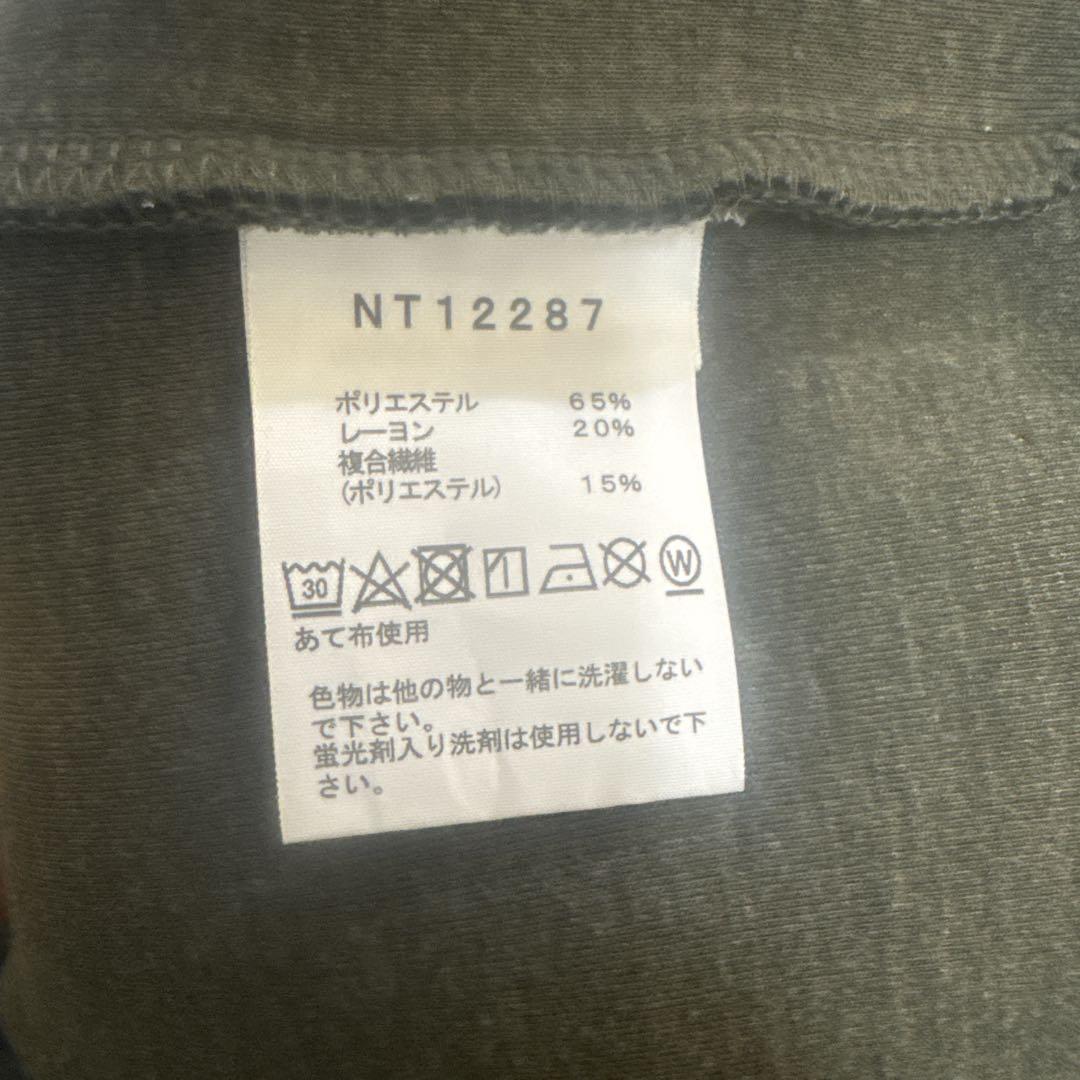 NT12287
ポリエステル 65%
レーヨン 20%
複合繊維
(ポリエステル) 15%
30 W
あて布使用
色物は他の物と一緒に洗濯しない
で下さい。
蛍光剤入り洗剤は使用しないで下
さい。